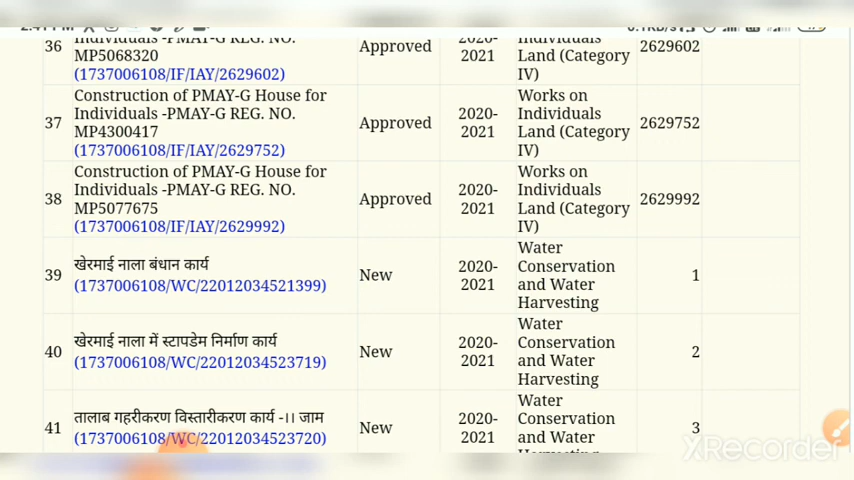 2:41
0.1KB/s
36
Individuals -PMAY-G REG. NO.
MP5068320
(1737006108/IF/IAY/2629602)
Approved
2020-
2021
Individuals
Land (Category
IV)
2629602
37
Construction of PMAY-G House for
Individuals -PMAY-G REG. NO.
MP4300417
(1737006108/IF/IAY/2629752)
Approved
2020-
2021
Works on
Individuals
Land (Category
IV)
2629752
38
Construction of PMAY-G House for
Individuals -PMAY-G REG. NO.
MP5077675
(1737006108/IF/IAY/2629992)
Approved
2020-
2021
Works on
Individuals
Land (Category
IV)
2629992
39
खेरमाई नाला बंधान कार्य
(1737006108/WC/22012034521399)
New
2020-
2021
Water
Conservation
and Water
Harvesting
1
40
खेरमाई नाला में स्टापडेम निर्माण कार्य
(1737006108/WC/22012034523719)
New
2020-
2021
Water
Conservation
and Water
Harvesting
2
41
तालाब गहरीकरण विस्तारीकरण कार्य -।। जाम
(1737006108/WC/22012034523720)
New
2020-
2021
Water
Conservation
and Water
Harvesting
3
XRecorder